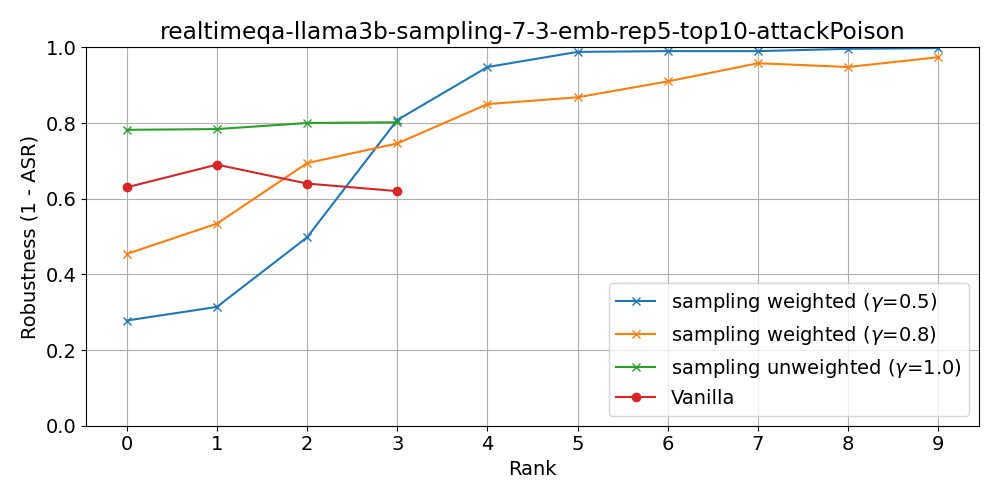 realtimeqa-llama3b-sampling-7-3-emb-rep5-top10-attackPoison
1.0
0.8
0.6
0.4
0.2
0.0
Robustness (1 - ASR)
sampling weighted (γ=0.5)
sampling weighted (γ=0.8)
sampling unweighted (γ=1.0)
Vanilla
0 1 2 3 4 5 6 7 8 9
Rank